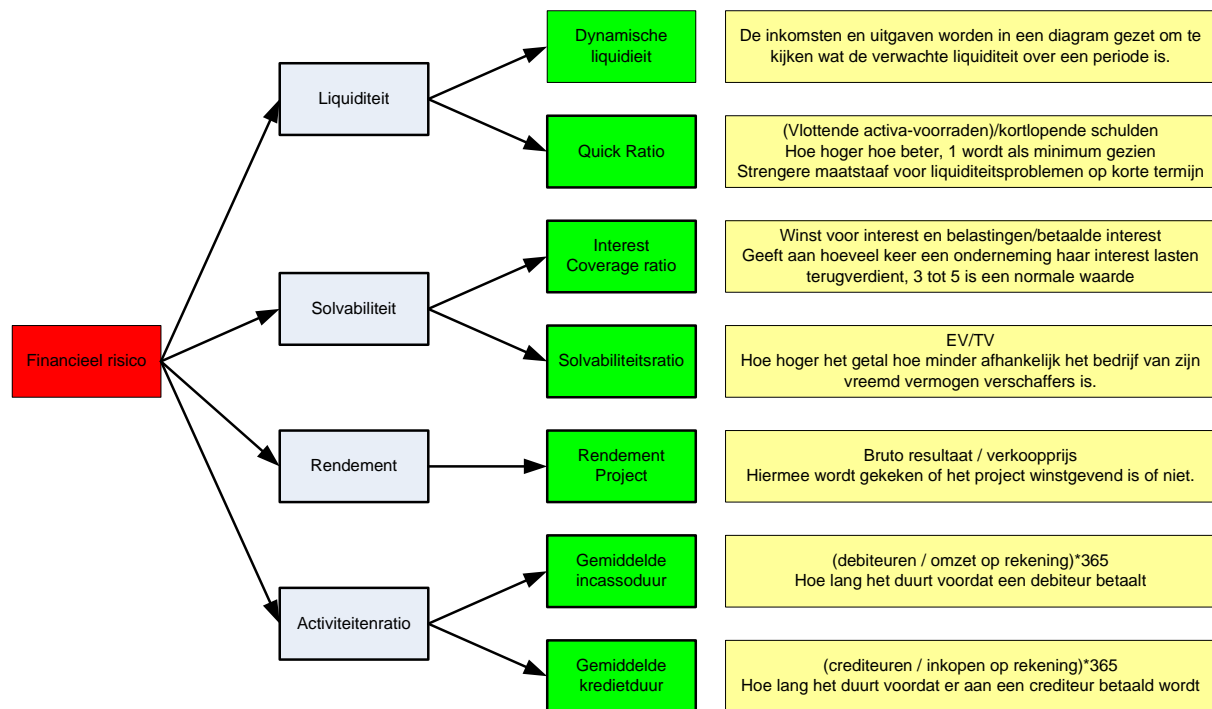 Dynamische
liquidieit
De inkomsten en uitgaven worden in een diagram gezet om te
kijken wat de verwachte liquiditeit over een periode is.
Liquiditeit
Quick Ratio
(Vlottende activa-voorraden)/kortlopende schulden
Hoe hoger hoe beter, 1 wordt als minimum gezien
Strengere maatstaaf voor liquiditeitsproblemen op korte termijn
Interest
Coverage ratio
Winst voor interest en belastingen/betaalde interest
Geeft aan hoeveel keer een onderneming haar interest lasten
terugverdient, 3 tot 5 is een normale waarde
Solvabiliteit
Financieel risico
Solvabiliteitsratio
EV/TV
Hoe hoger het getal hoe minder afhankelijk het bedrijf van zijn
vreemd vermogen verschaffers is.
Rendement
Rendement
Project
Bruto resultaat / verkoopprijs
Hiermee wordt gekeken of het project winstgevend is of niet.
Gemiddelde
incassoduur
(debiteuren / omzet op rekening)*365
Hoe lang het duurt voordat een debiteur betaalt
Activiteitenratio
Gemiddelde
kredietduur
(crediteuren / inkopen op rekening)*365
Hoe lang het duurt voordat er aan een crediteur betaald wordt